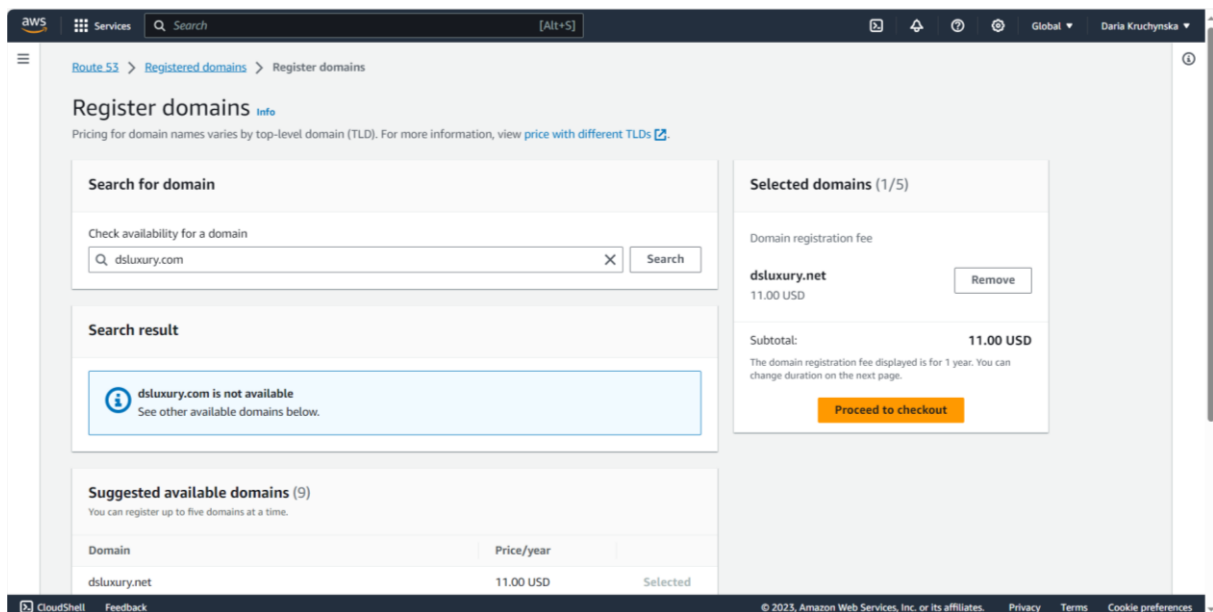 aws
Services
Search
[Alt+S]
Global
Daria Kruchynska
Route 53 > Registered domains > Register domains
Register domains Info
Pricing for domain names varies by top-level domain (TLD). For more information, view price with different TLDs.
Search for domain
Check availability for a domain
dsluxury.com
Search
Search result
dsluxury.com is not available
See other available domains below.
Suggested available domains (9)
You can register up to five domains at a time.
Domain Price/year
dsluxury.net 11.00 USD Selected
Selected domains (1/5)
Domain registration fee
dsluxury.net
11.00 USD
Remove
Subtotal: 11.00 USD
The domain registration fee displayed is for 1 year. You can
change duration on the next page.
Proceed to checkout
CloudShell Feedback © 2023, Amazon Web Services, Inc. or its affiliates. Privacy Terms Cookie preferences